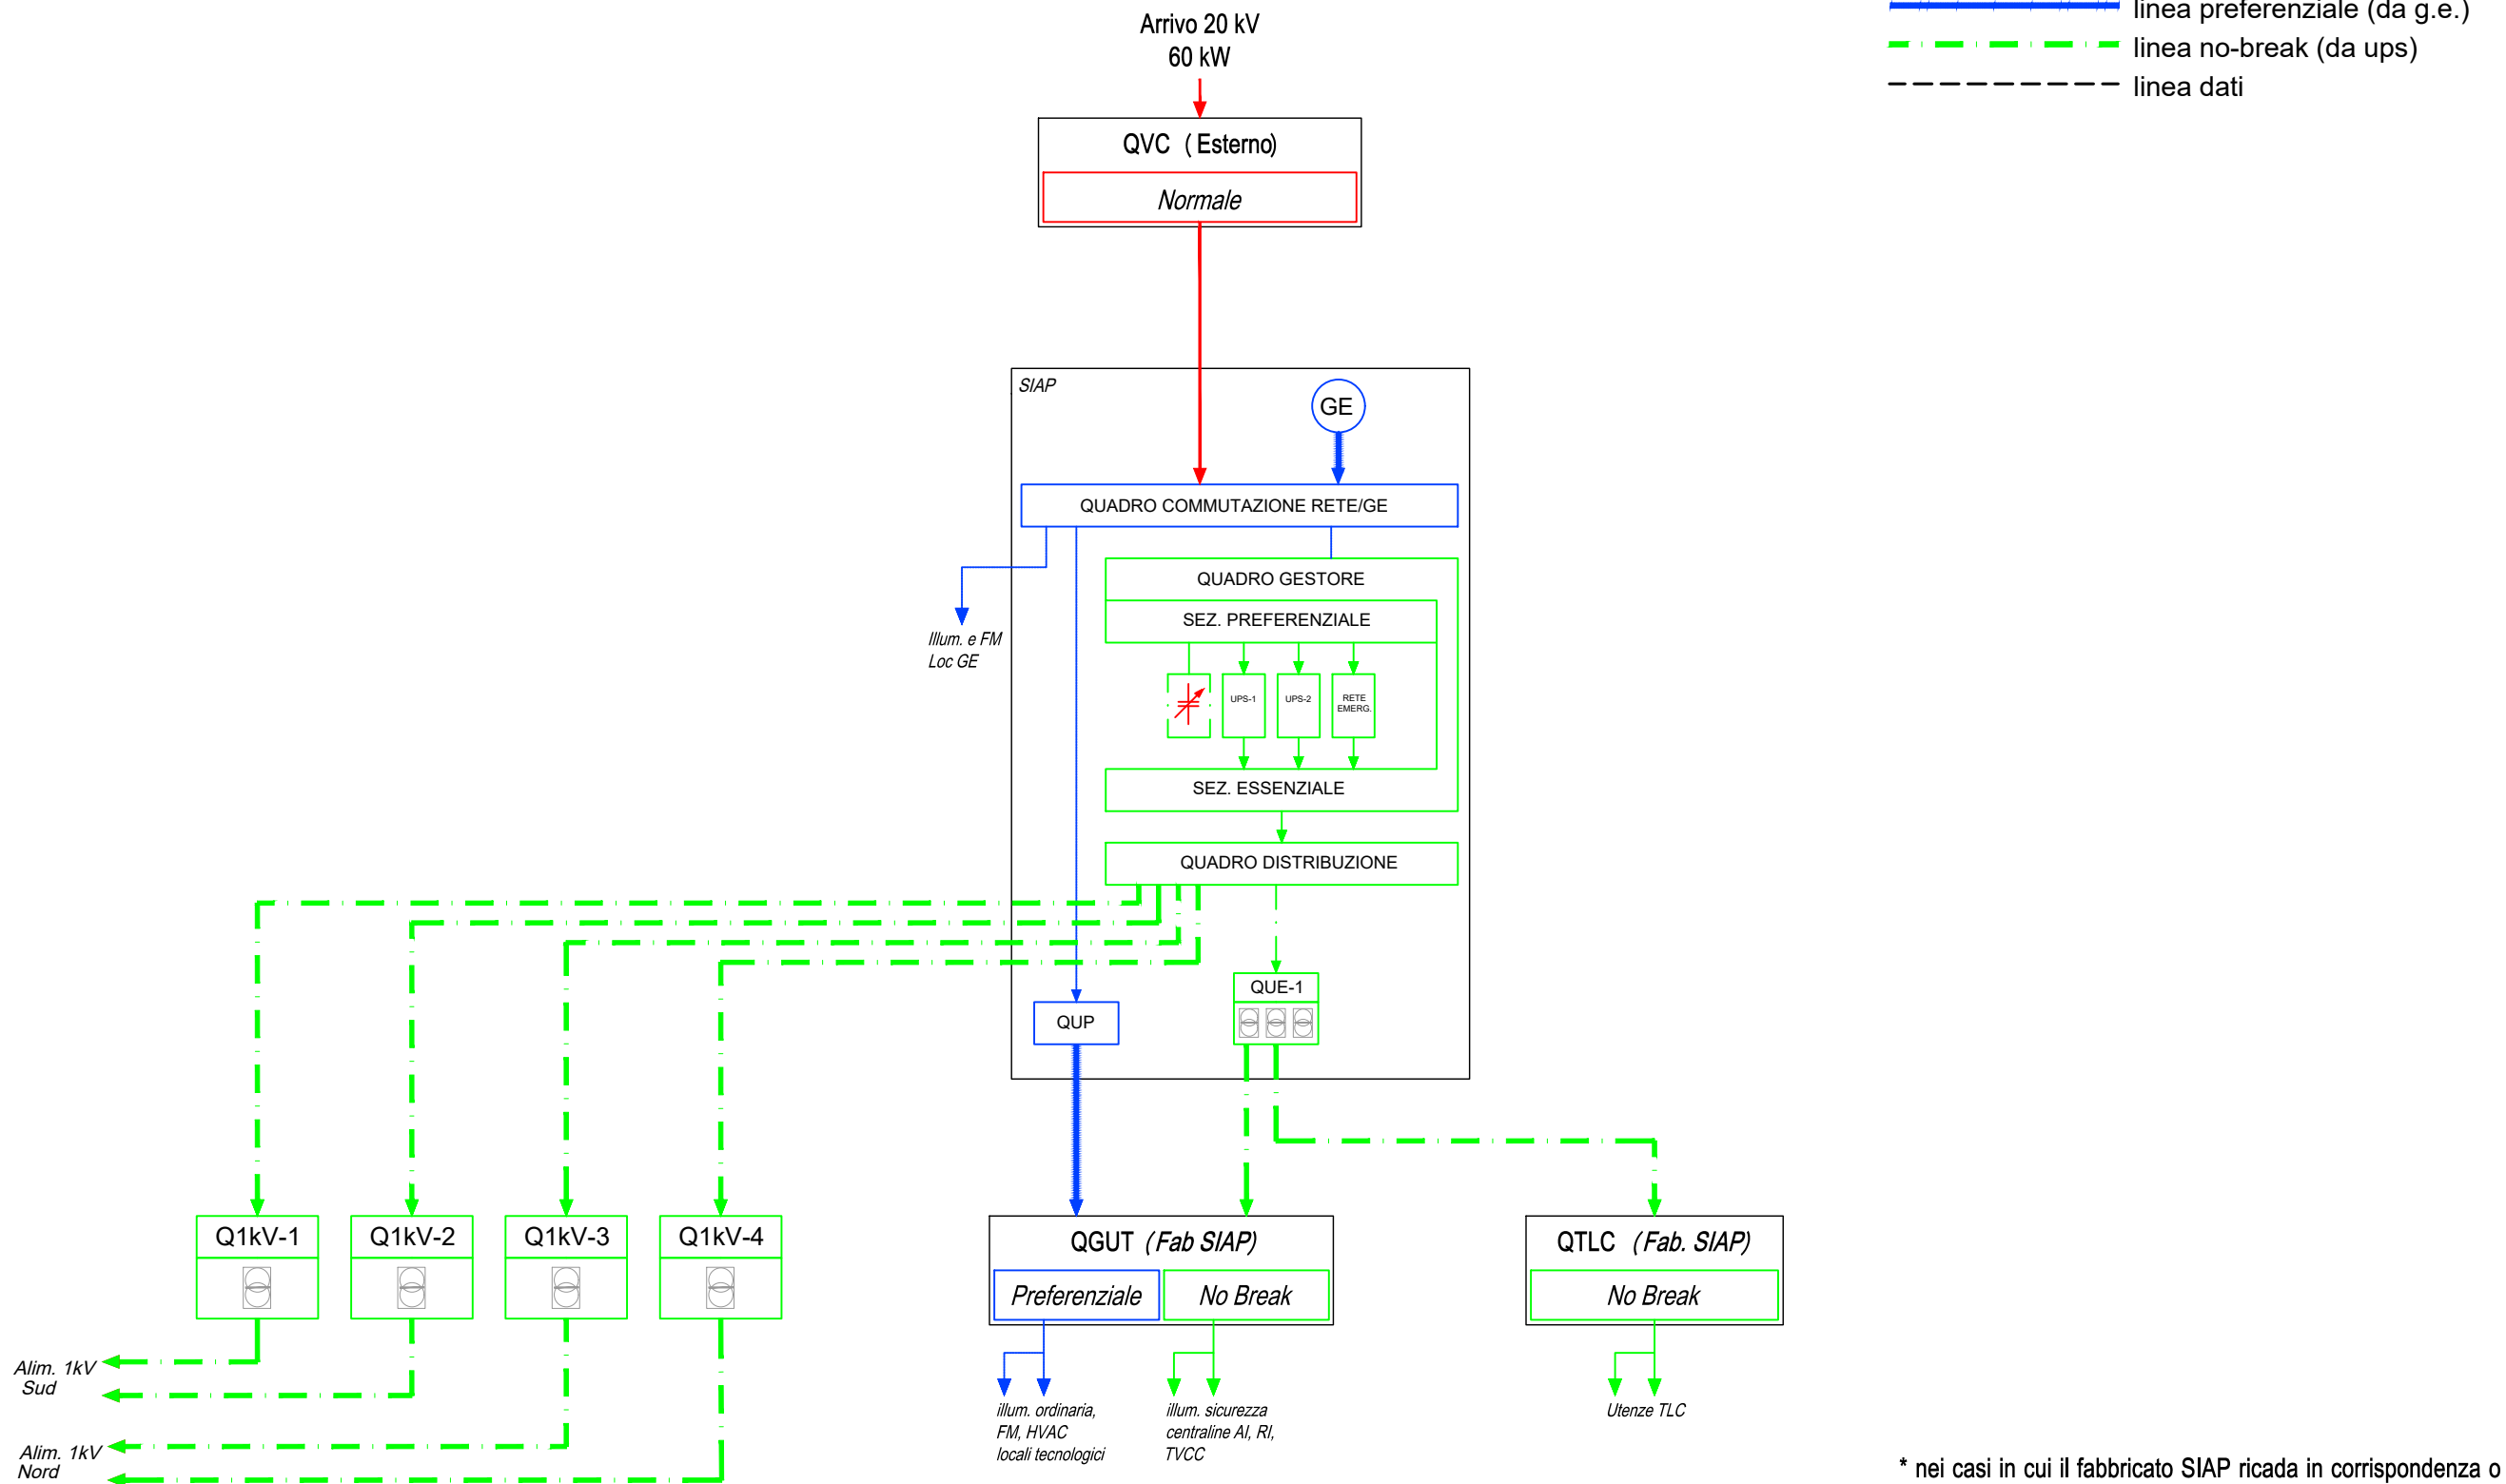 Arrivo 20 kV
60 kW
linea preferenziale (da g.e.)
linea no-break (da ups)
linea dati
QVC (Esterno)
Normale
SIAP
GE
QUADRO COMMUTAZIONE RETE/GE
QUADRO GESTORE
SEZ. PREFERENZIALE
Illum. e FM
Loc GE
UPS-1
UPS-2
RETE
EMERG.
SEZ. ESSENZIALE
QUADRO DISTRIBUZIONE
QUE-1
QUP
Q1kV-1
Q1kV-2
Q1kV-3
Q1kV-4
QGUT (Fab SIAP)
Preferenziale
No Break
QTLC (Fab. SIAP)
No Break
Alim. 1kV
Sud
Alim. 1kV
Nord
illum. ordinaria,
FM, HVAC
locali tecnologici
illum. sicurezza
centraline AI, RI,
TVCC
Utenze TLC
* nei casi in cui il fabbricato SIAP ricada in corrispondenza o